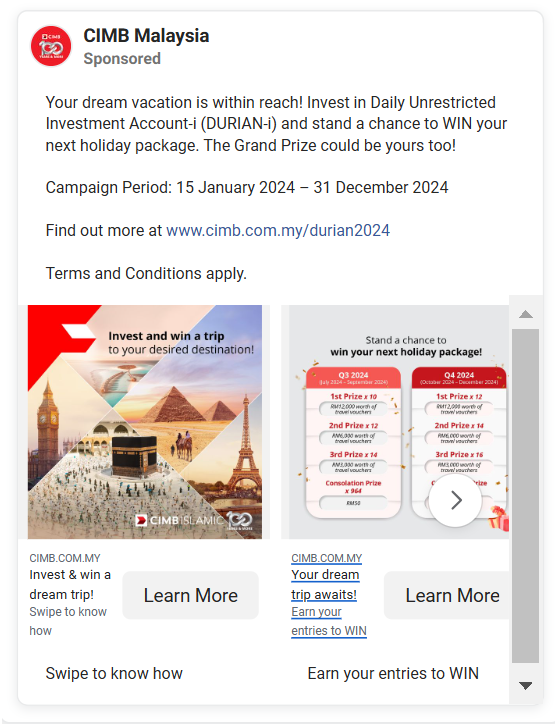 CIMB
100
YEARS & MORE
CIMB Malaysia
Sponsored
Your dream vacation is within reach! Invest in Daily Unrestricted
Investment Account-i (DURIAN-i) and stand a chance to WIN your
next holiday package. The Grand Prize could be yours too!
Campaign Period: 15 January 2024 – 31 December 2024
Find out more at www.cimb.com.my/durian2024
Terms and Conditions apply.
Invest and win a trip
to your desired destination!
CIMB ISLAMIC 100
CIMB.COM.MY
Invest & win a
dream trip!
Swipe to know
how
Learn More
Swipe to know how
Stand a chance to
win your next holiday package!
Q3 2024
(July 2024 - September 2024)
1st Prize x 10
RM12,000 worth of
travel vouchers
2nd Prize x 12
RM6,000 worth of
travel vouchers
3rd Prize x 14
RM3,000 worth of
travel vouchers
Consolation Prize
x 964
RM50
Q4 2024
(October 2024 - December 2024)
1st Prize x 12
RM12,000 worth of
travel vouchers
2nd Prize x 14
RM6,000 worth of
travel vouchers
3rd Prize x 16
RM3,000 worth of
travel vouchers
CIMB.COM.MY
Your dream
trip awaits!
Earn your
entries to WIN
Learn More
Earn your entries to WIN